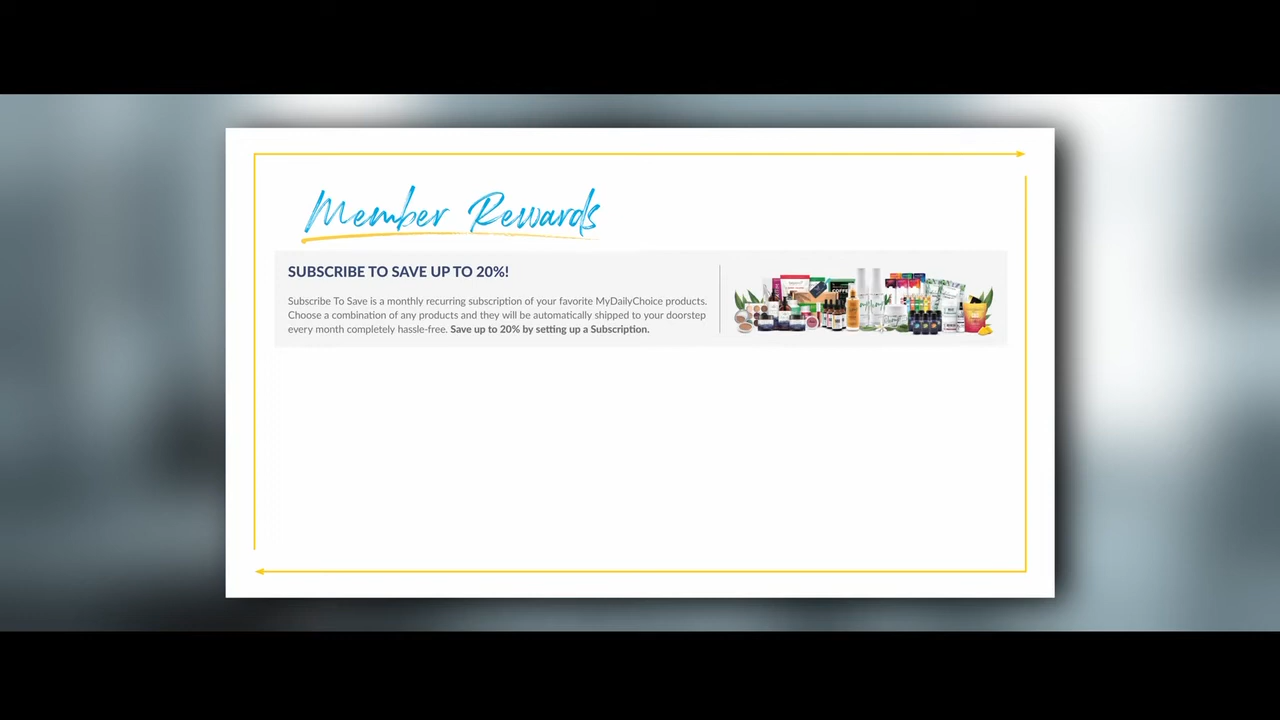 Member Rewards
SUBSCRIBE TO SAVE UP TO 20%!
Subscribe To Save is a monthly recurring subscription of your favorite MyDailyChoice products.
Choose a combination of any products and they will be automatically shipped to your doorstep
every month completely hassle-free. Save up to 20% by setting up a Subscription.